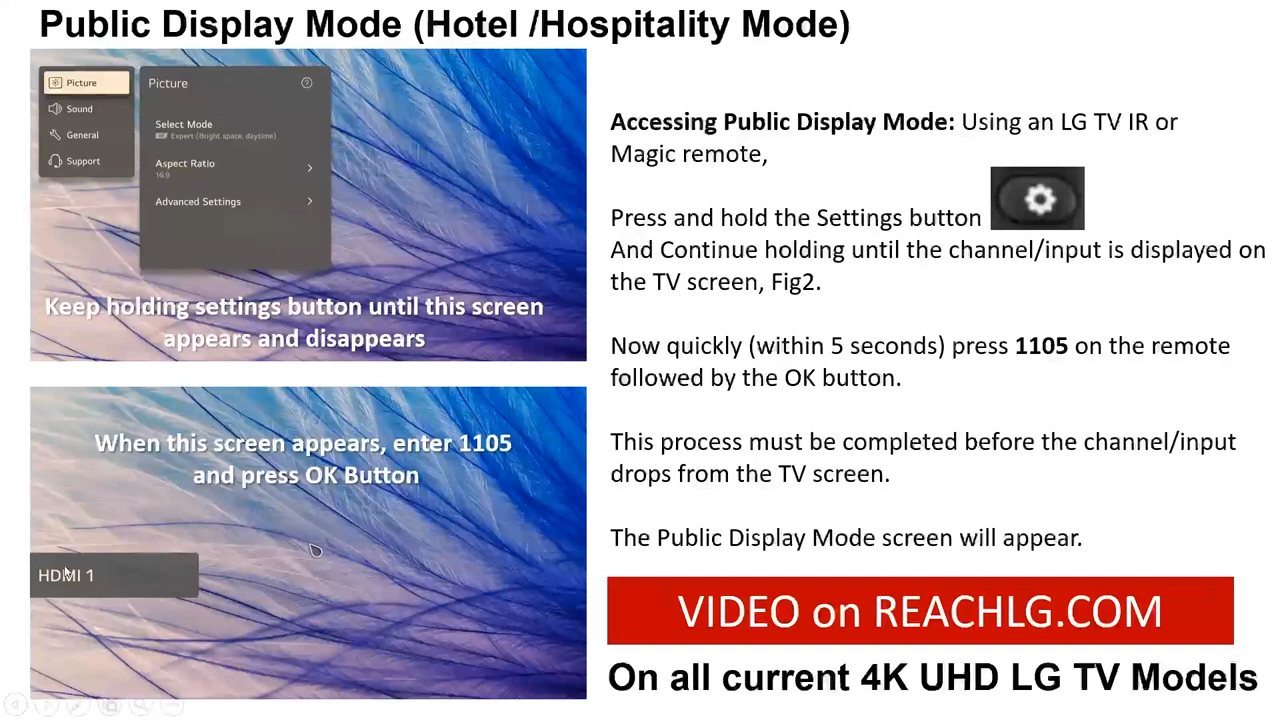 Public Display Mode (Hotel /Hospitality Mode)
Picture
Sound
General
Support
Picture
Select Mode
Expert (Bright space, daytime)
Aspect Ratio
16:9
Advanced Settings
Keep holding settings button until this screen
appears and disappears
When this screen appears, enter 1105
and press OK Button
HDMI 1
Accessing Public Display Mode: Using an LG TV IR or
Magic remote,
Press and hold the Settings button
And Continue holding until the channel/input is displayed on
the TV screen, Fig2.
Now quickly (within 5 seconds) press 1105 on the remote
followed by the OK button.
This process must be completed before the channel/input
drops from the TV screen.
The Public Display Mode screen will appear.
VIDEO on REACHLG.COM
On all current 4K UHD LG TV Models